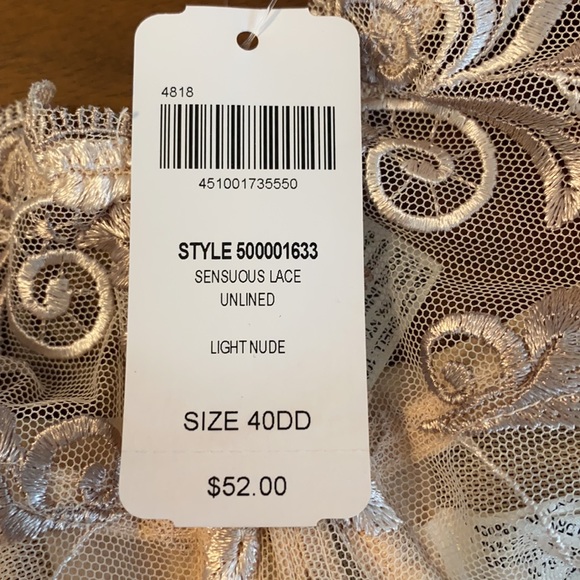 4818
451001735550
STYLE 500001633
SENSUOUS LACE
UNLINED
LIGHT NUDE
SIZE 40DD
$52.00